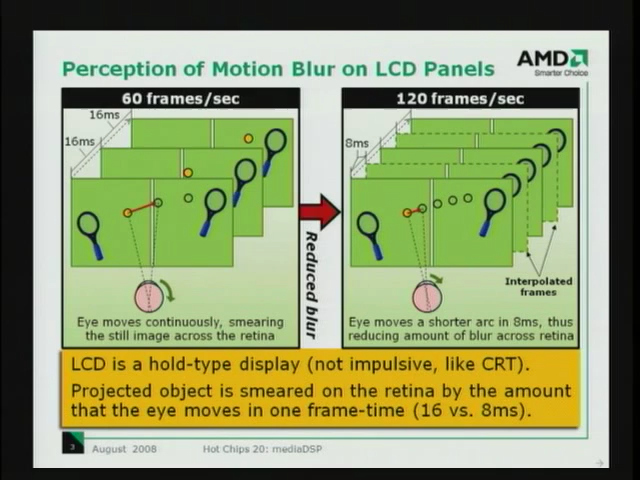 Perception of Motion Blur on LCD Panels
AMD
Smarter Choice
60 frames/sec
16ms
16ms
Eye moves continuously, smearing
the still image across the retina
Reduced blur
120 frames/sec
8ms
Interpolated
frames
Eye moves a shorter arc in 8ms, thus
reducing amount of blur across retina
LCD is a hold-type display (not impulsive, like CRT).
Projected object is smeared on the retina by the amount
that the eye moves in one frame-time (16 vs. 8ms).
3
August 2008
Hot Chips 20: mediaDSP